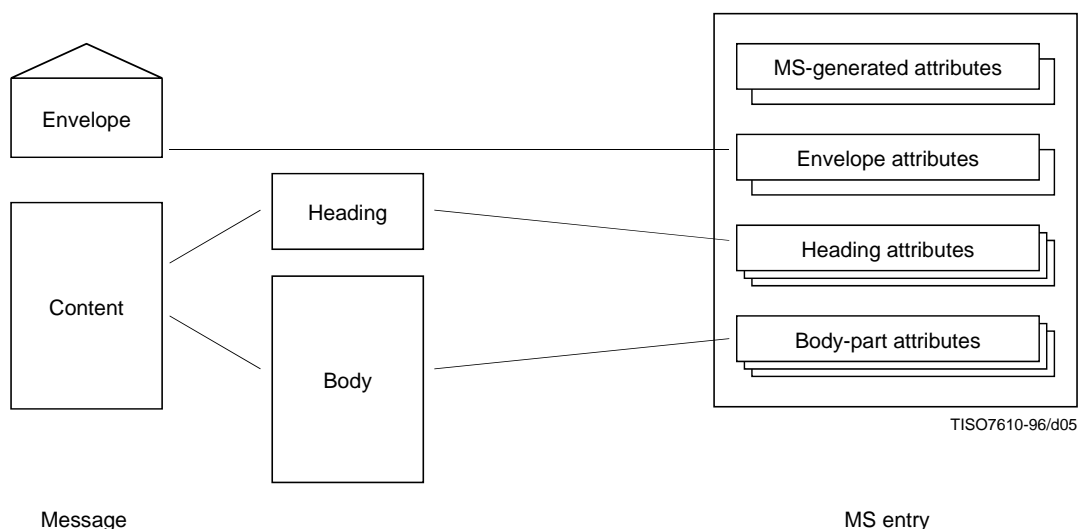 MS-generated attributes
Envelope
Envelope attributes
Heading
Heading attributes
Content
Body-part attributes
Body
TISO7610-96/d05
Message
MS entry